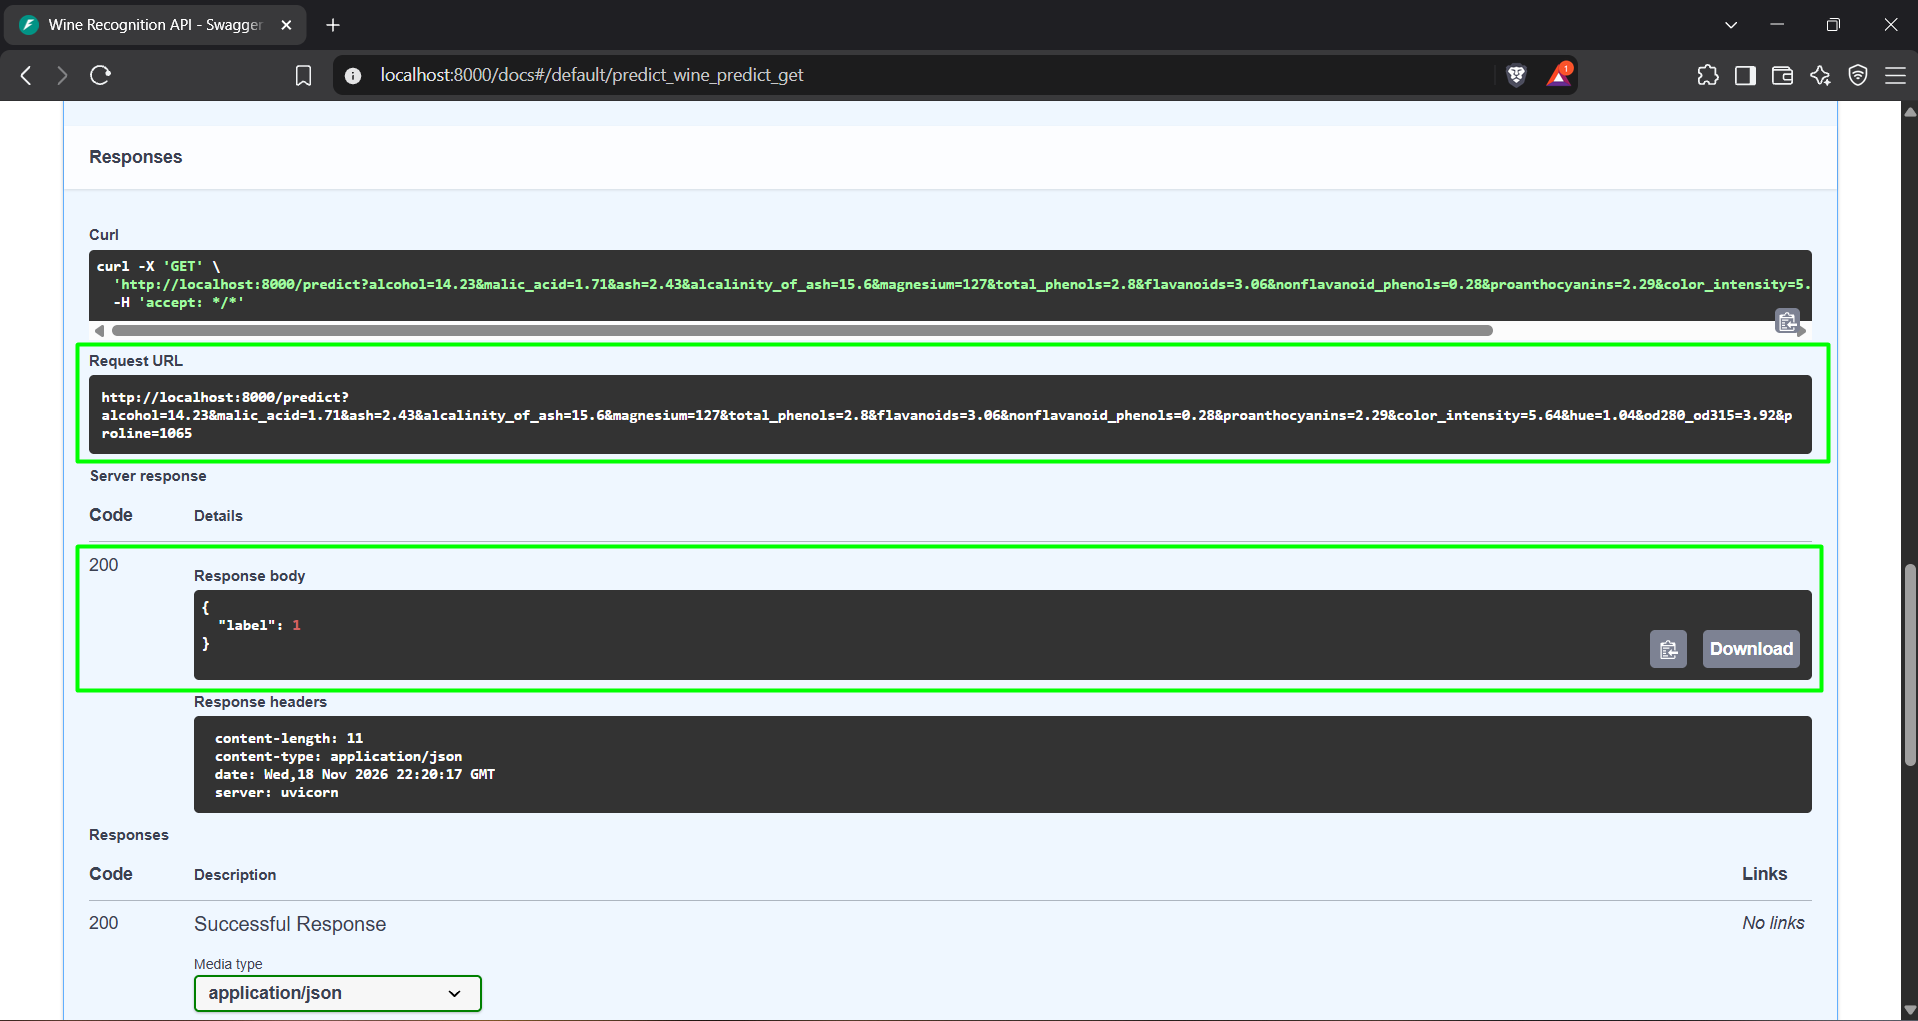 Wine Recognition API - Swagger
localhost:8000/docs#/default/predict_wine_predict_get
1
Responses
Curl
curl -X 'GET' \
'http://localhost:8000/predict?alcohol=14.23&malic_acid=1.71&ash=2.43&alcalinity_of_ash=15.6&magnesium=127&total_phenols=2.8&flavanoids=3.06&nonflavanoid_phenols=0.28&proanthocyanins=2.29&color_intensity=5.
-H 'accept: */*'
Request URL
http://localhost:8000/predict?
alcohol=14.23&malic_acid=1.71&ash=2.43&alcalinity_of_ash=15.6&magnesium=127&total_phenols=2.8&flavanoids=3.06&nonflavanoid_phenols=0.28&proanthocyanins=2.29&color_intensity=5.64&hue=1.04&od280_od315=3.92&p
roline=1065
Server response
Code Details
200
Response body
{
"label": 1
}
Download
Response headers
content-length: 11
content-type: application/json
date: Wed,18 Nov 2026 22:20:17 GMT
server: uvicorn
Responses
Code Description Links
200 Successful Response No links
Media type
application/json